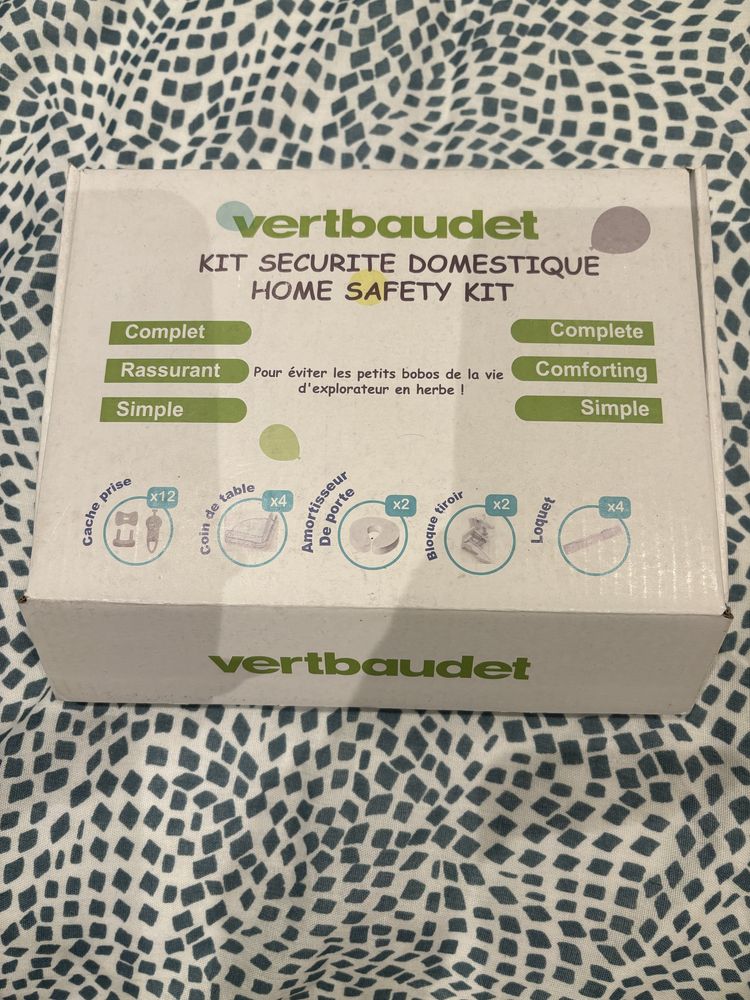 vertbaudet
KIT SECURITE DOMESTIQUE
HOME SAFETY KIT
Complet
Rassurant
Simple
Pour éviter les petits bobos de la vie
d'explorateur en herbe !
Complete
Comforting
Simple
Cache prise
x12
Coin de table
x4
Amortisseur
De porte
x2
Bloque tiroir
x2
Loquet
x4
vertbaudet